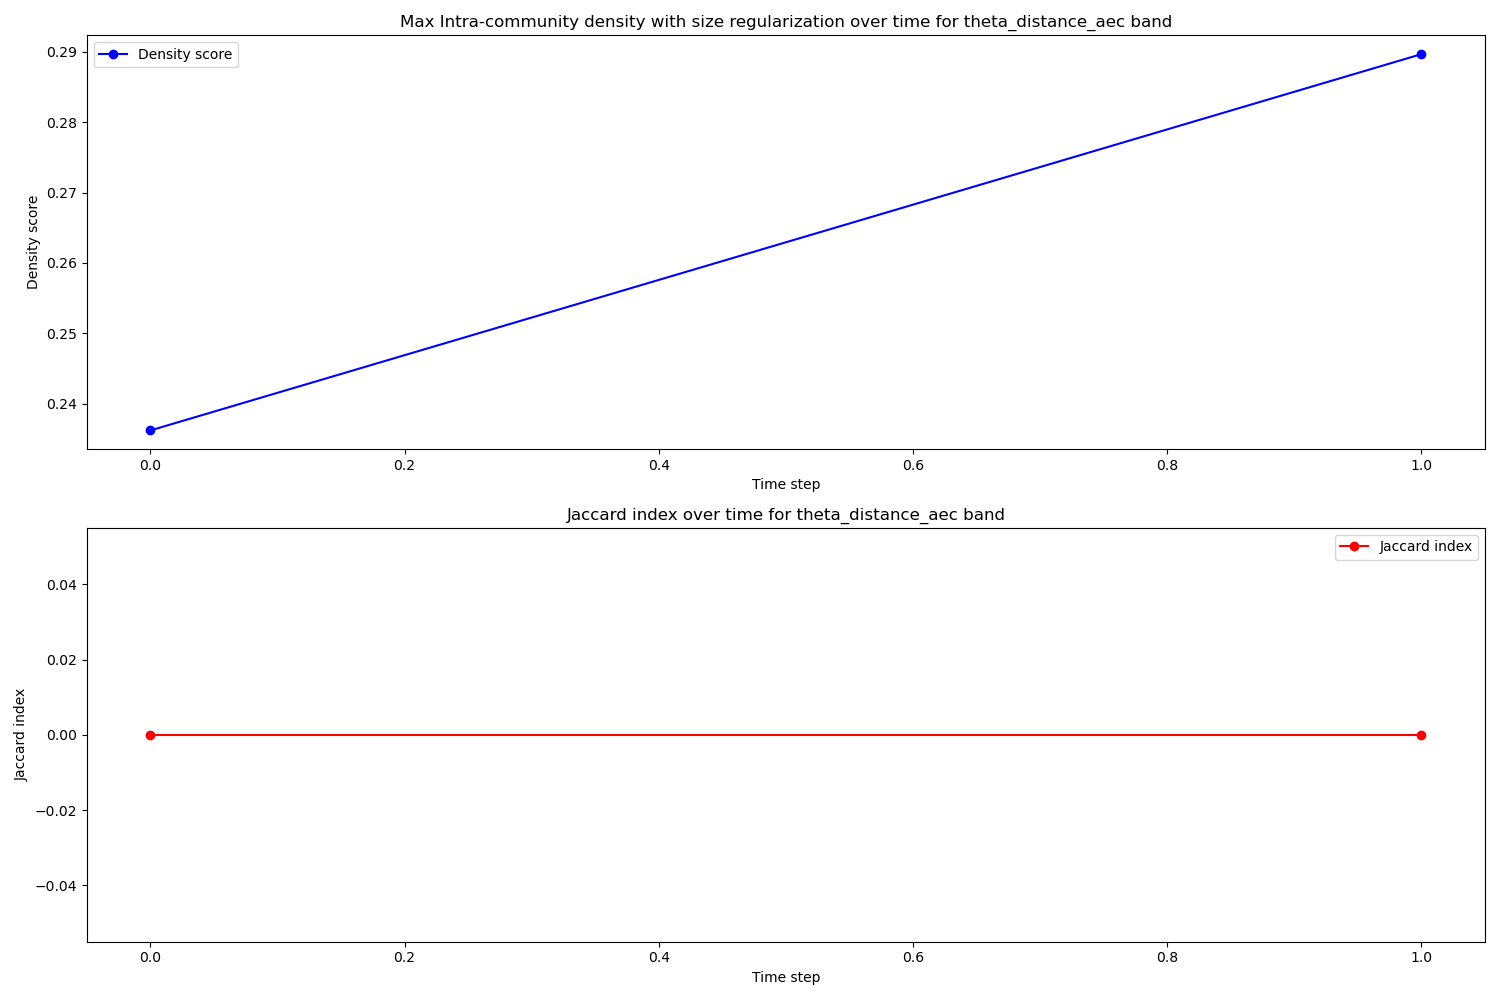 Max Intra-community density with size regularization over time for theta_distance_aec band
Density score
0.29
0.28
0.27
0.26
0.25
0.24
Density score
0.0
0.2
0.4
0.6
0.8
1.0
Time step
Jaccard index over time for theta_distance_aec band
Jaccard index
0.04
0.02
0.00
−0.02
−0.04
Jaccard index
0.0
0.2
0.4
0.6
0.8
1.0
Time step